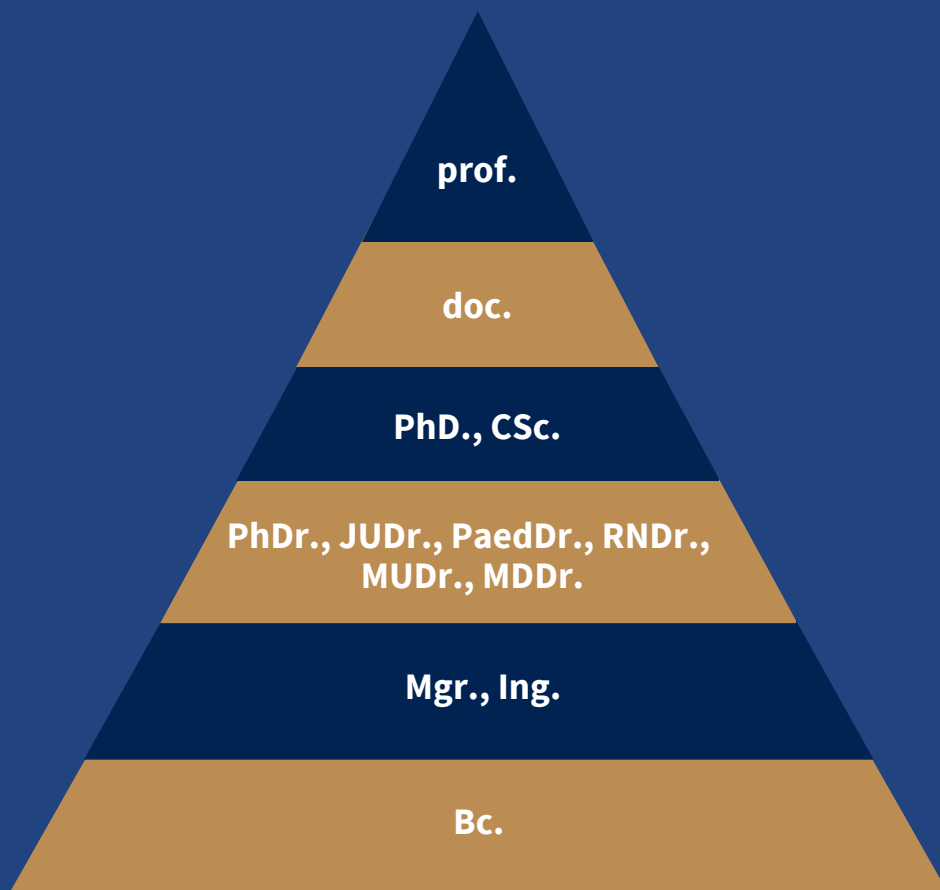 prof.
doc.
PhD., CSc.
PhDr., JUDr., PaedDr., RNDr.,
MUDr., MDDr.
Mgr., Ing.
Bc.